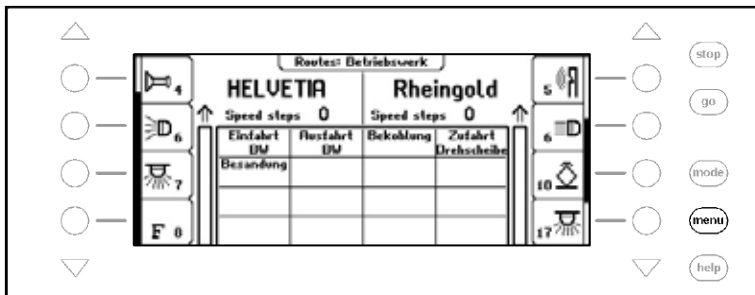 Routes: Betriebswerk
HELVETIA Rheingold
Speed steps 0 Speed steps 0
Einfahrt BW Ausfahrt BW Bekohlung Zufahrt Drehscheibe
Besandung
4
6
7
F 8
5
6
10
17
stop
go
mode
menu
help